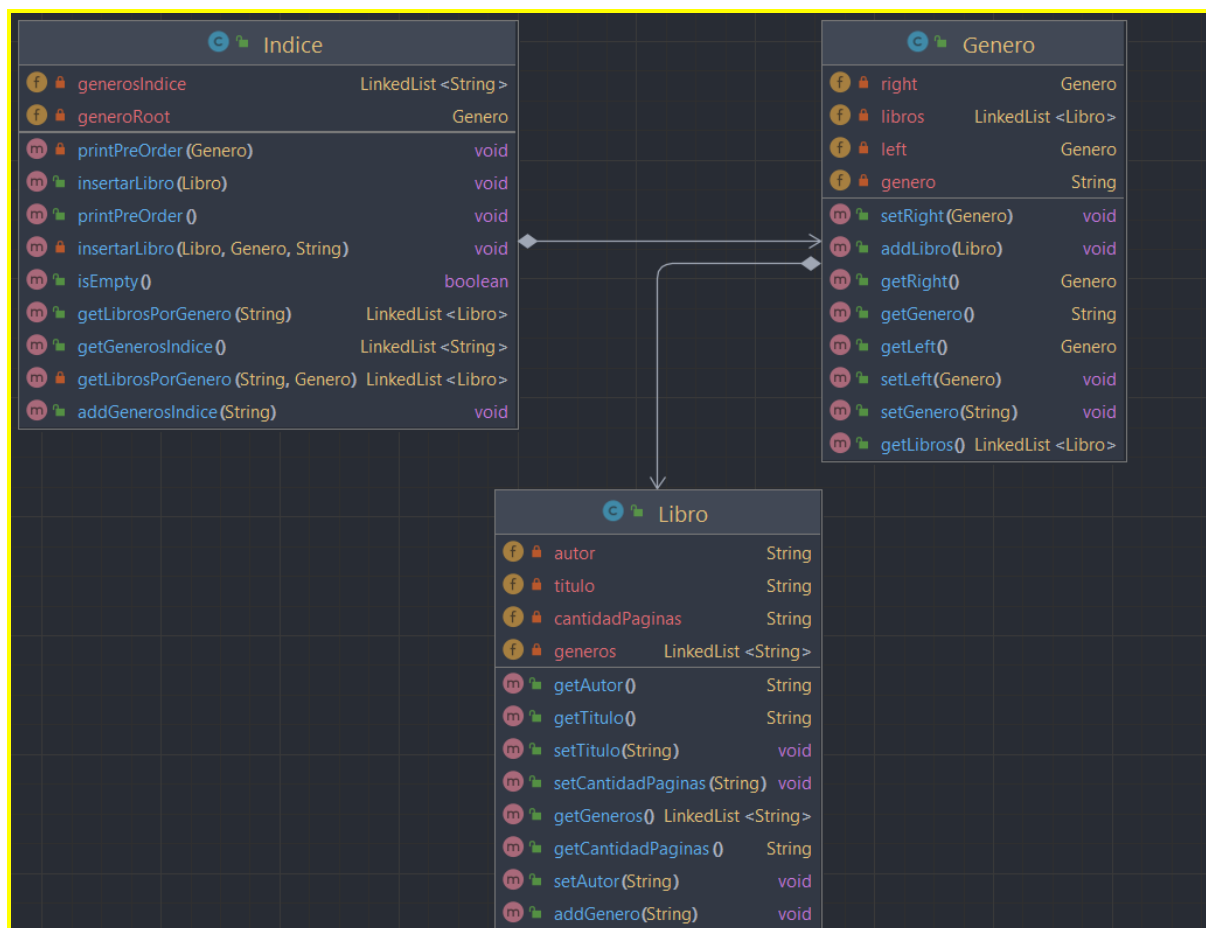 Indice
generosIndice LinkedList <String>
generoRoot Genero
printPreOrder(Genero) void
insertarLibro(Libro) void
printPreOrder() void
insertarLibro(Libro, Genero, String) void
isEmpty() boolean
getLibrosPorGenero(String) LinkedList <Libro>
getGenerosIndice() LinkedList <String>
getLibrosPorGenero(String, Genero) LinkedList <Libro>
addGenerosIndice(String) void
Genero
right Genero
libros LinkedList <Libro>
left Genero
genero String
setRight(Genero) void
addLibro(Libro) void
getRight() Genero
getGenero() String
getLeft() Genero
setLeft(Genero) void
setGenero(String) void
getLibros() LinkedList <Libro>
Libro
autor String
titulo String
cantidadPaginas String
generos LinkedList <String>
getAutor() String
getTitulo() String
setTitulo(String) void
setCantidadPaginas(String) void
getGeneros() LinkedList <String>
getCantidadPaginas() String
setAutor(String) void
addGenero(String) void